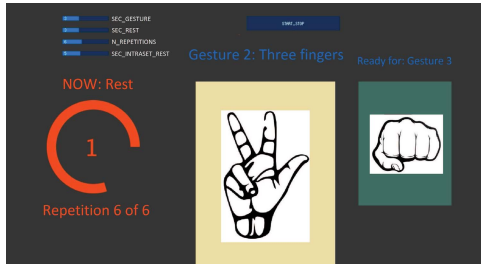 SEC_GESTURE
SEC_REST
N_REPETITIONS
SEC_INTRASET_REST
START_STOP
Gesture 2: Three fingers
Ready for: Gesture 3
NOW: Rest
1
Repetition 6 of 6